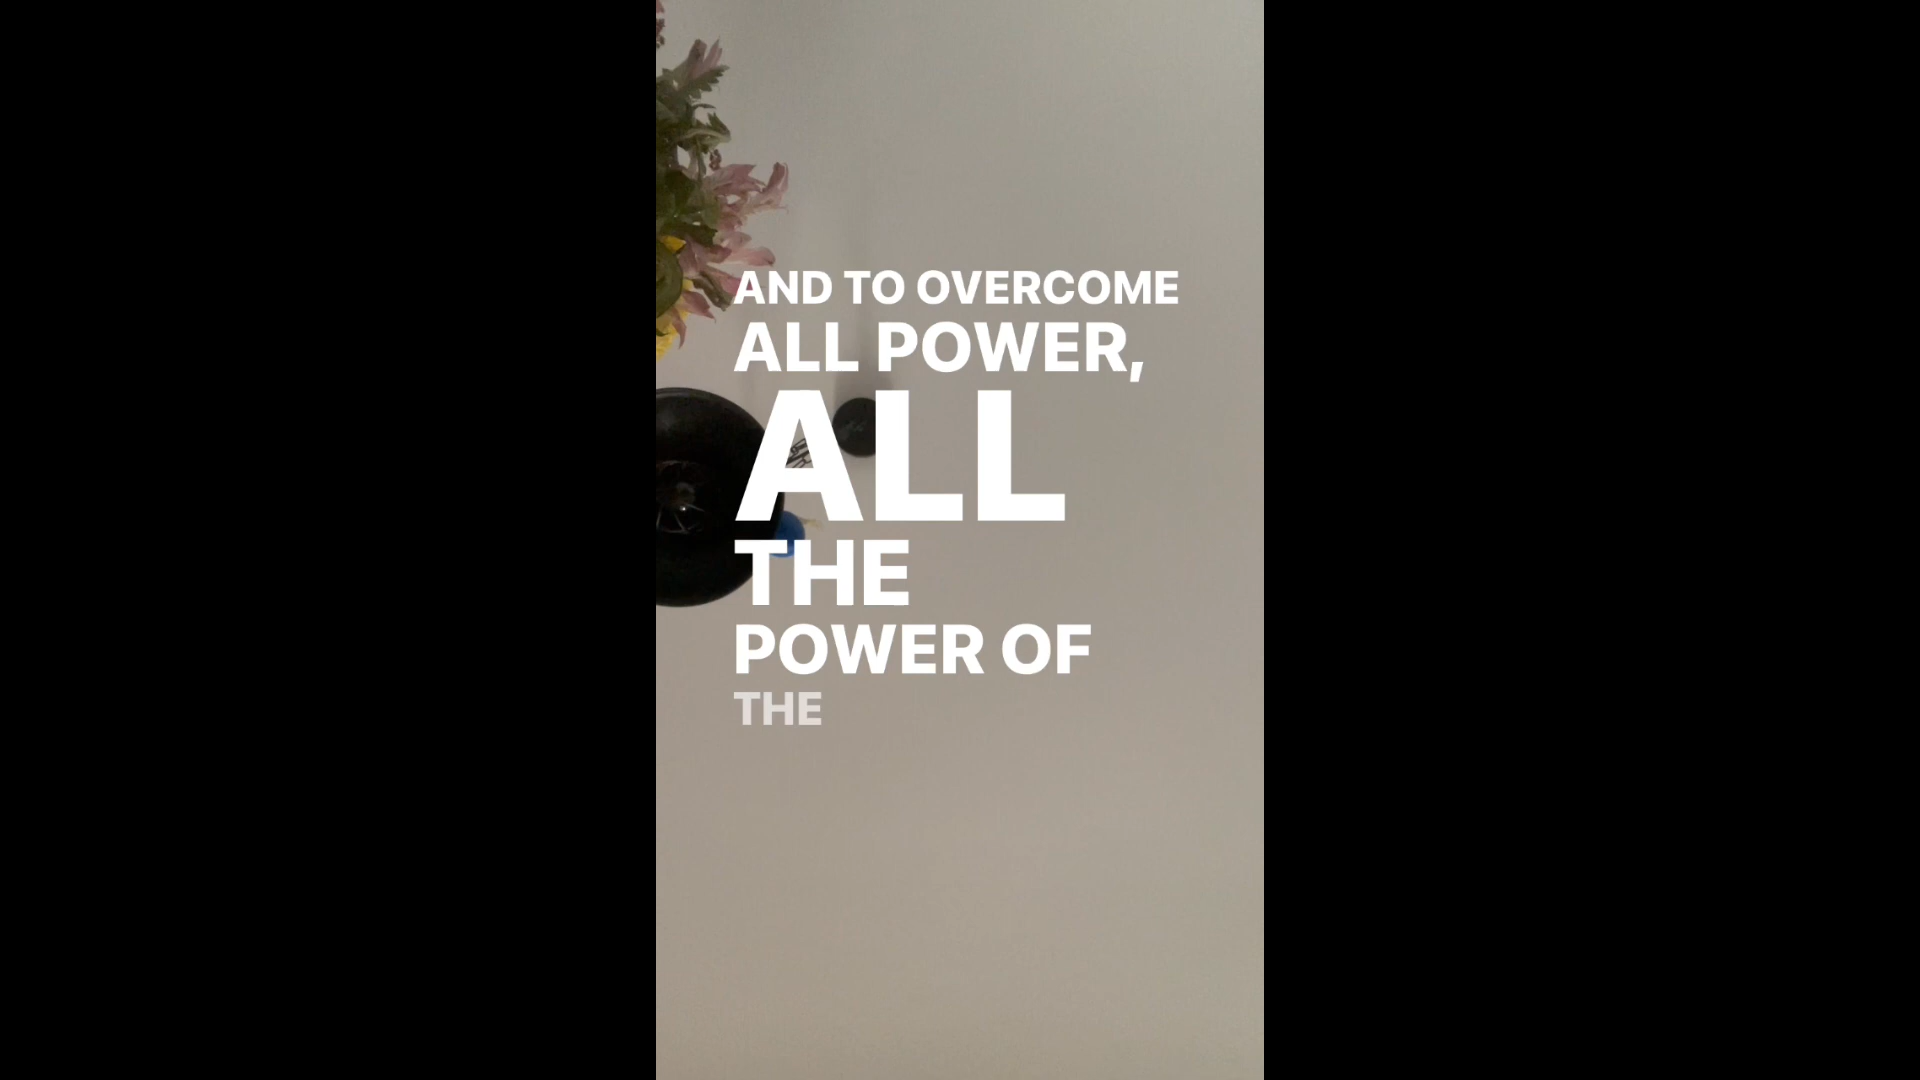 AND TO OVERCOME
ALL POWER,
ALL
THE
POWER OF
THE